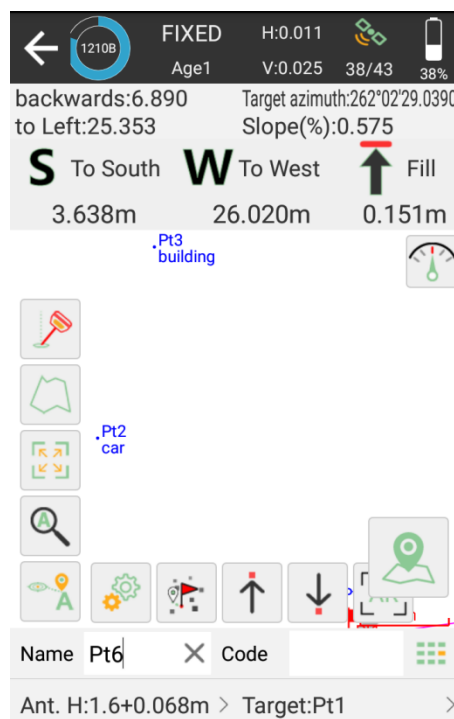 1210B
FIXED H:0.011
Age1 V:0.025 38/43 38%
backwards:6.890 Target azimuth:262°02'29.0390
to Left:25.353 Slope(%):0.575
S To South W To West Fill
3.638m 26.020m 0.151m
Pt3
building
Pt2
car
A
A
AR
Name Pt6 Code
Ant. H:1.6+0.068m > Target:Pt1 >